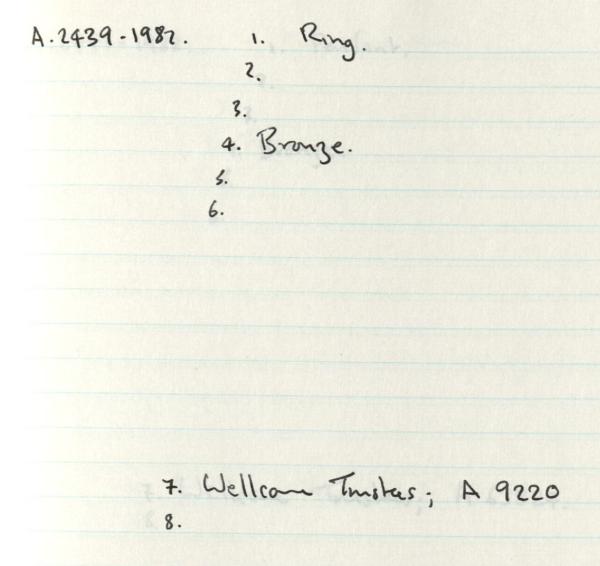 A.2439-1982. 1. Ring.
2.
3.
4. Bronze.
5.
6.
7. Wellcome Trustees; A 9220
8.